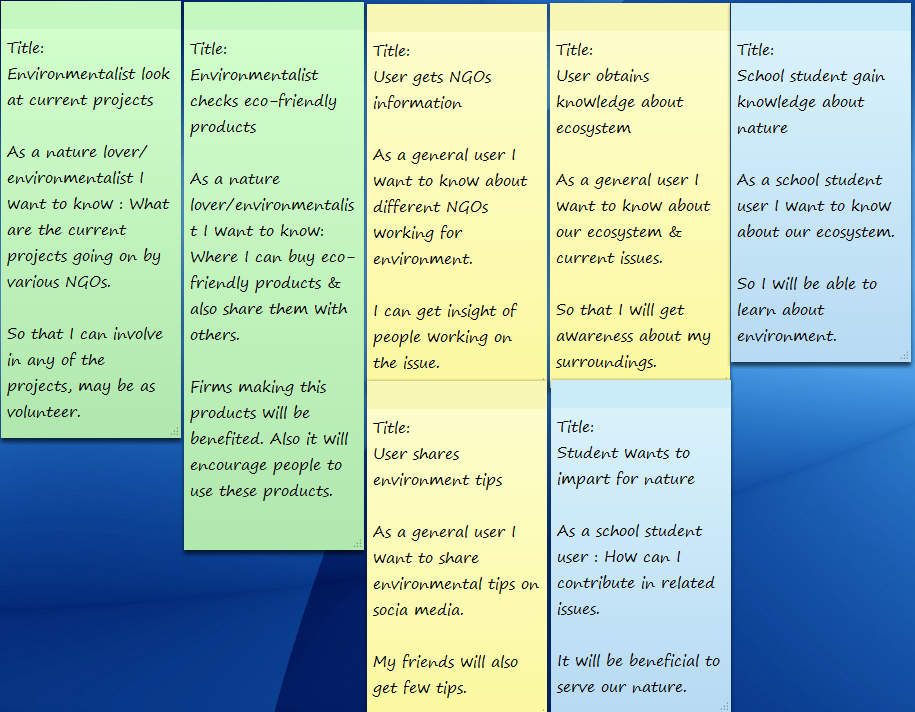 Title:
Environmentalist look
at current projects
As a nature lover/
environmentalist I
want to know : What
are the current
projects going on by
various NGOs.
So that I can involve
in any of the
projects, may be as
volunteer.
Title:
Environmentalist
checks eco-friendly
products
As a nature
lover/environmentalis
t I want to know:
Where I can buy eco-
friendly products &
also share them with
others.
Firms making this
products will be
benefited. Also it will
encourage people to
use these products.
Title:
User gets NGOs
information
As a general user I
want to know about
different NGOs
working for
environment.
I can get insight of
people working on
the issue.
Title:
User obtains
knowledge about
ecosystem
As a general user I
want to know about
our ecosystem &
current issues.
So that I will get
awareness about my
surroundings.
Title:
School student gain
knowledge about
nature
As a school student
user I want to know
about our ecosystem.
So I will be able to
learn about
environment.
Title:
User shares
environment tips
As a general user I
want to share
environmental tips on
socia media.
My friends will also
get few tips.
Title:
Student wants to
impart for nature
As a school student
user : How can I
contribute in related
issues.
It will be beneficial to
serve our nature.